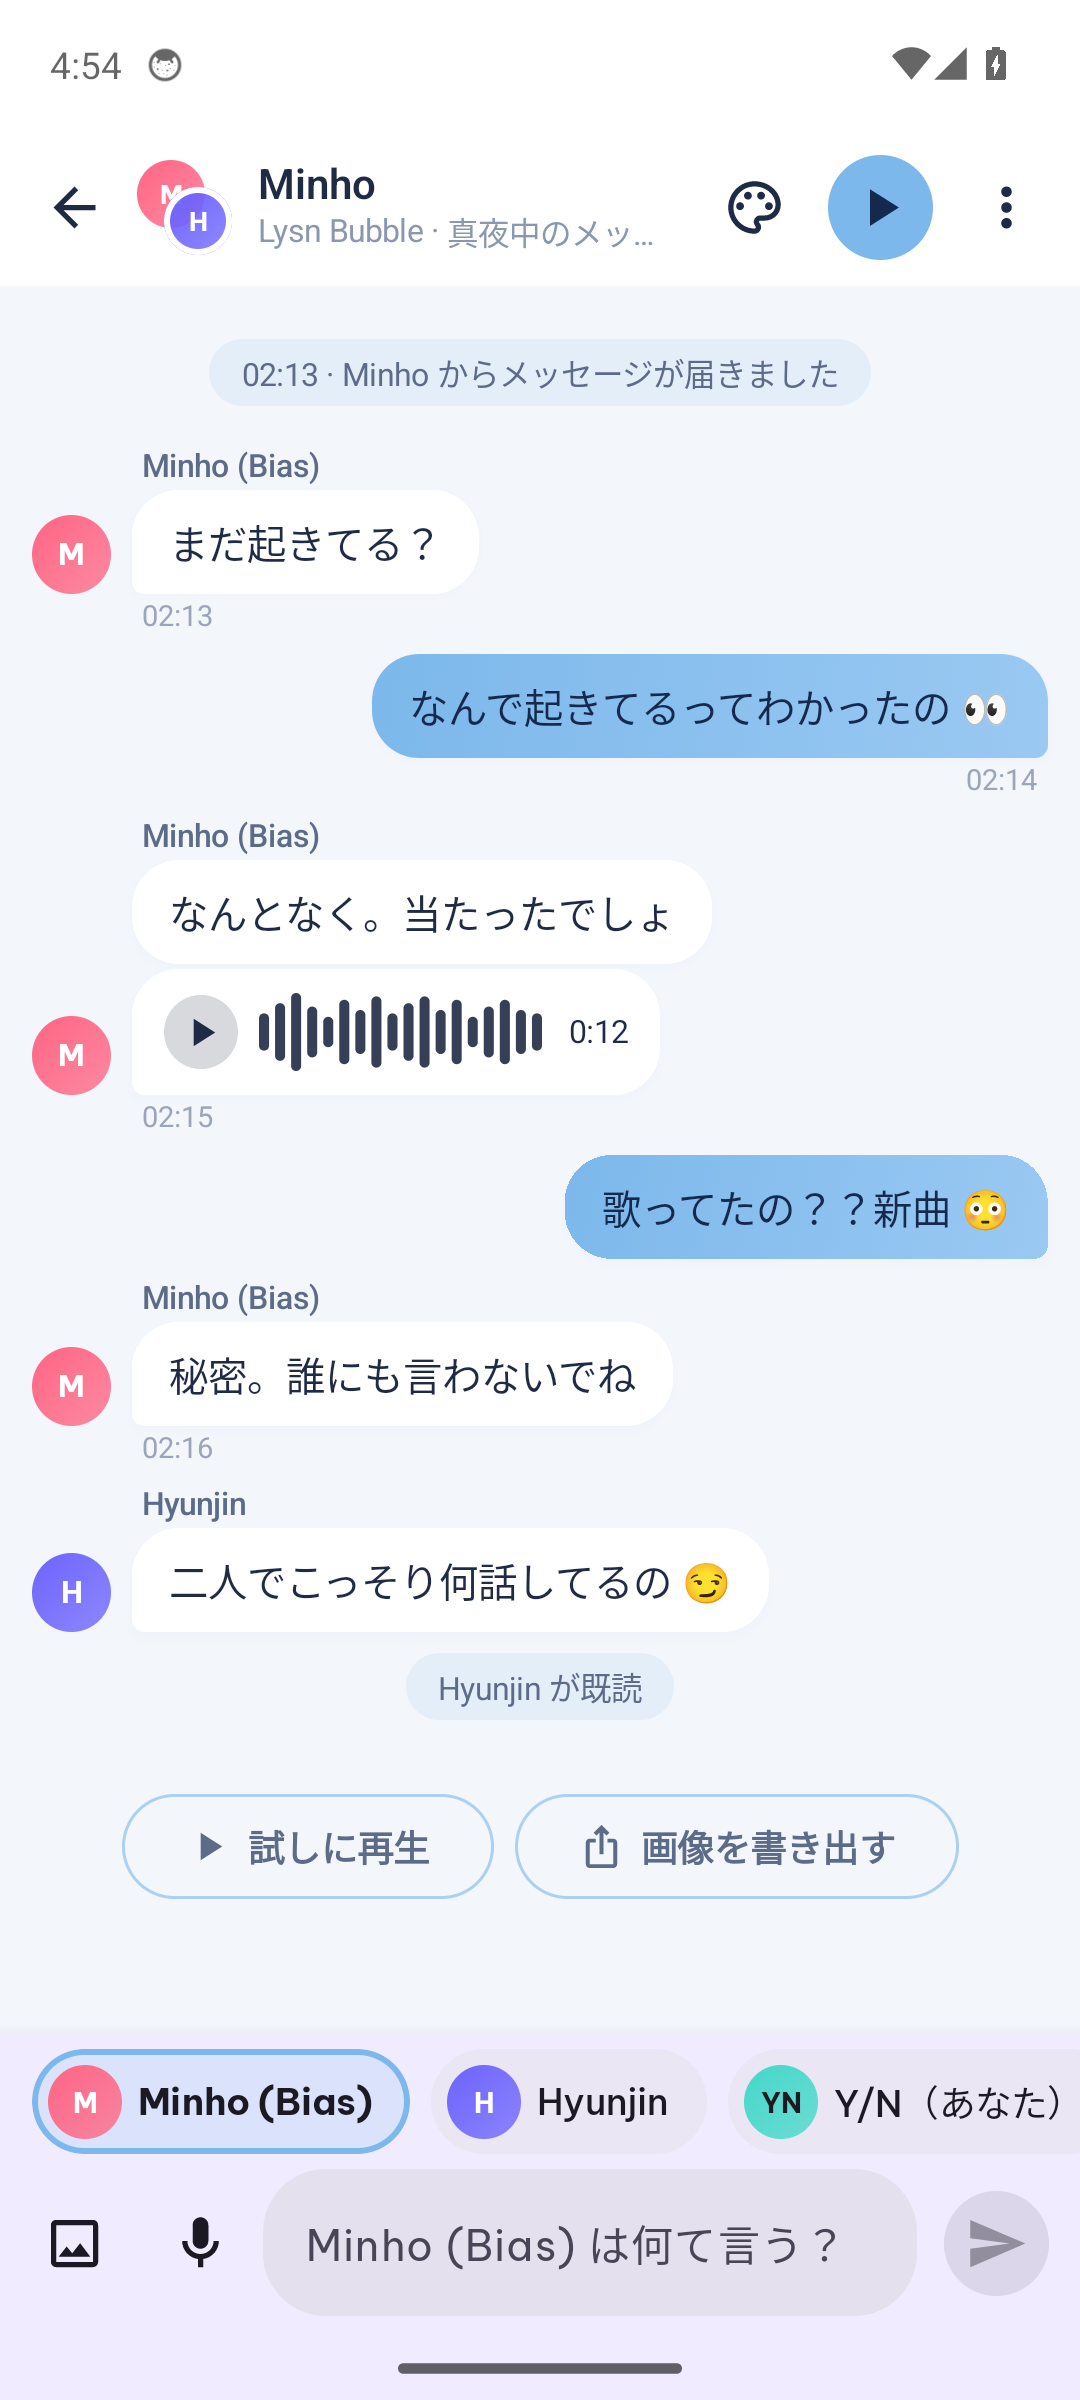 4:54
M
H
Minho
Lysn Bubble · 真夜中のメッ...
02:13 · Minho からメッセージが届きました
Minho (Bias)
M
まだ起きてる？
02:13
なんで起きてるってわかったの 👀
02:14
Minho (Bias)
なんとなく。当たったでしょ
M
0:12
02:15
歌ってたの？？新曲 😳
Minho (Bias)
M
秘密。誰にも言わないでね
02:16
Hyunjin
H
二人でこっそり何話してるの 😏
Hyunjin が既読
試しに再生
画像を書き出す
M
Minho (Bias)
H
Hyunjin
YN
Y/N（あなた）
Minho (Bias) は何て言う？